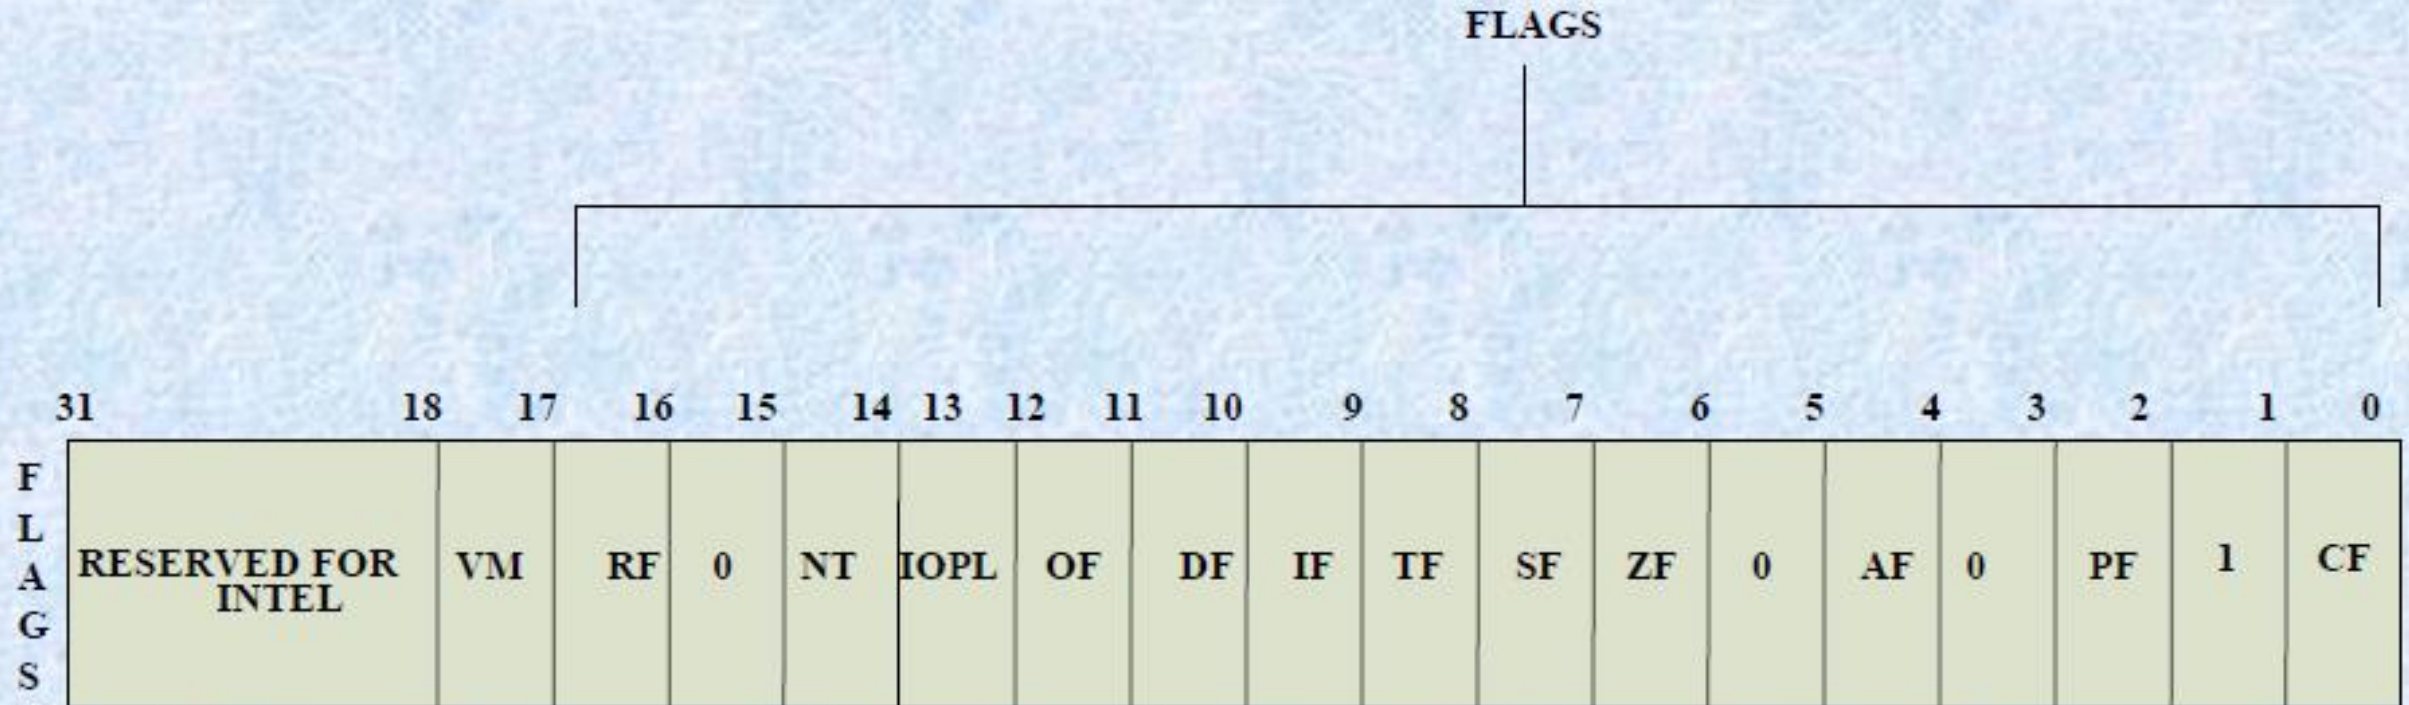 FLAGS
31 18 17 16 15 14 13 12 11 10 9 8 7 6 5 4 3 2 1 0
F
L
A
G
S
RESERVED FOR
INTEL
VM RF 0 NT IOPL OF DF IF TF SF ZF 0 AF 0 PF 1 CF